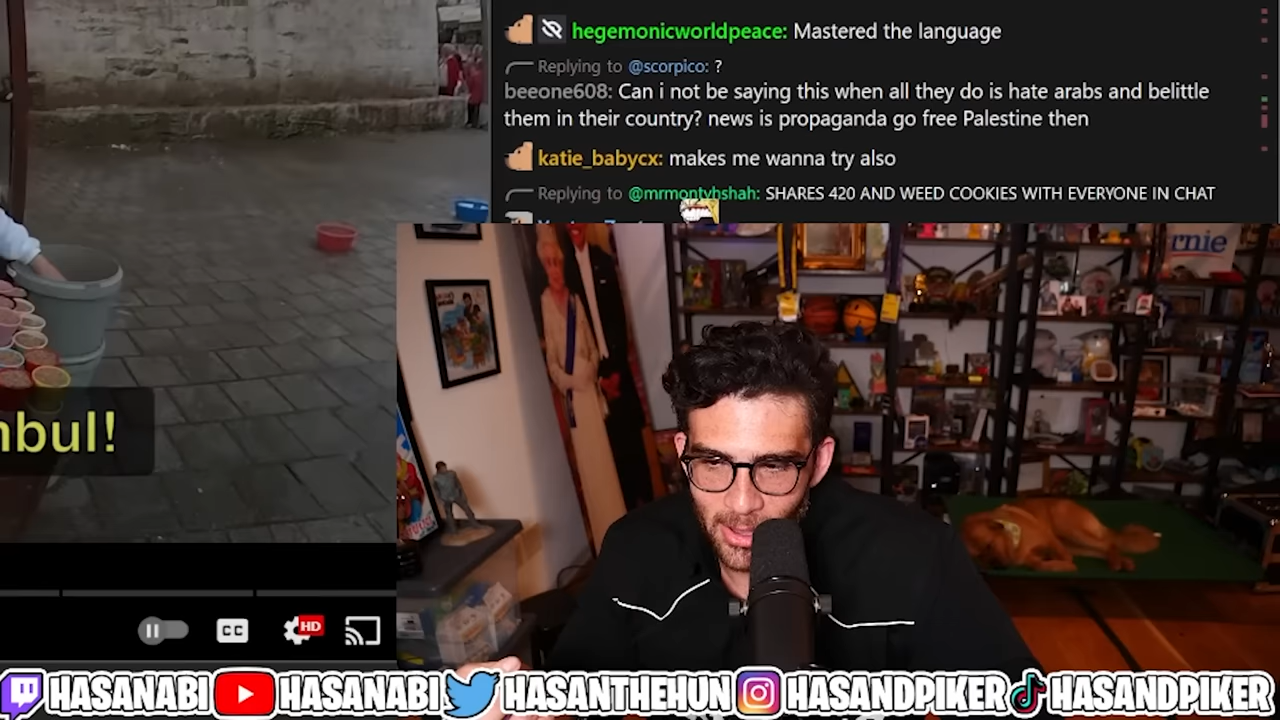 hegemonicworldpeace: Mastered the language
Replying to @scorpico: ?
beeone608: Can i not be saying this when all they do is hate arabs and belittle
them in their country? news is propaganda go free Palestine then
katie_babycx: makes me wanna try also
Replying to @mrmontyhshah: SHARES 420 AND WEED COOKIES WITH EVERYONE IN CHAT
rnie
nbul!
CC
HD
HASANABI HASANABI HASANTHEHUN HASANDPIKER HASANDPIKER